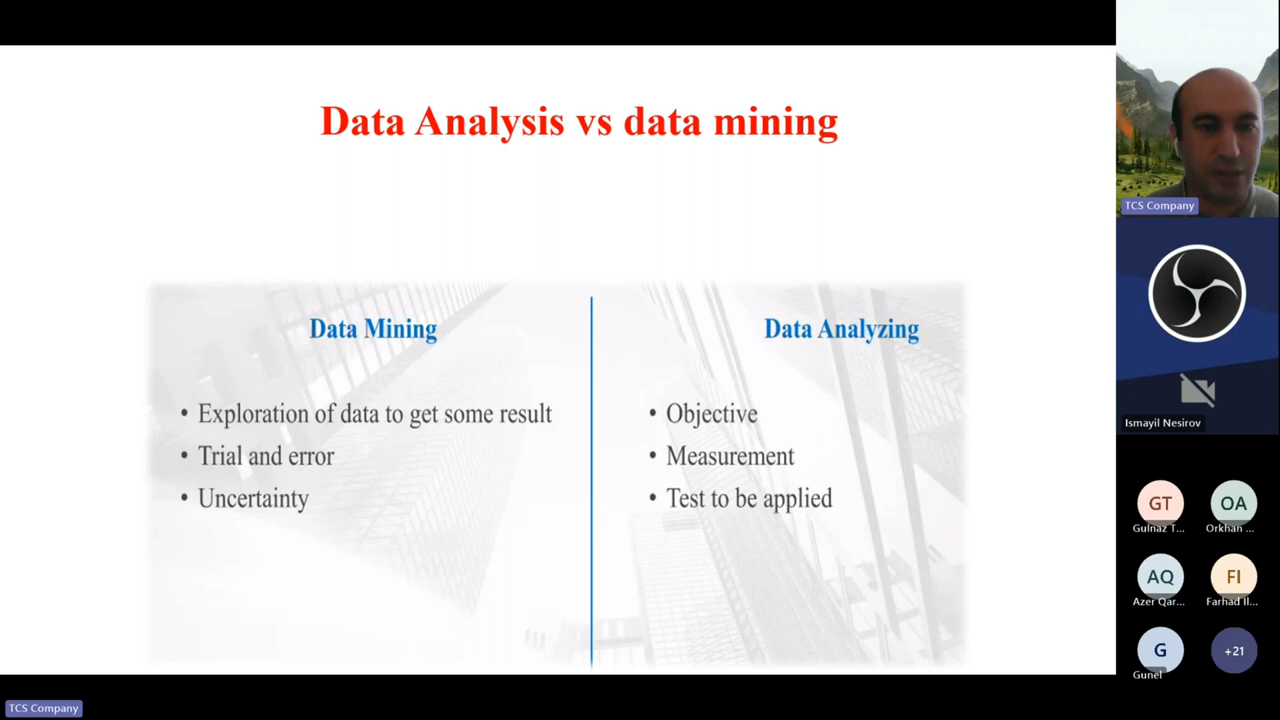 Data Analysis vs data mining
Data Mining
• Exploration of data to get some result
• Trial and error
• Uncertainty
Data Analyzing
• Objective
• Measurement
• Test to be applied
TCS Company
Ismayil Nesirov
GT
Gulnaz T...
OA
Orkhan ...
AQ
Azer Qar...
FI
Farhad Il...
G
Gunel
+21
TCS Company